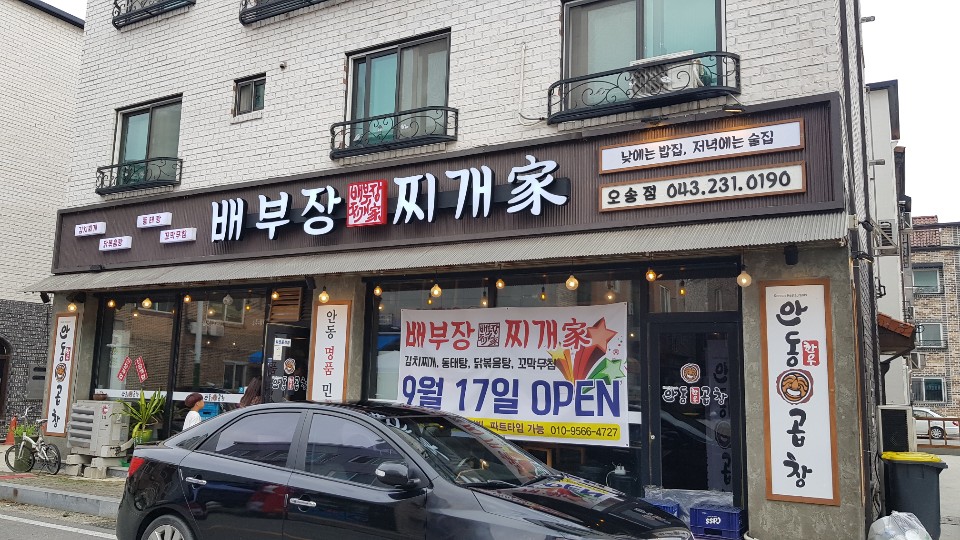 낮에는 밥집, 저녁에는 술집
오송점 043.231.0190
배부장 찌개家
동태탕
김치찌개
꼬막무침
닭볶음탕
안동 명품 민
배부장 찌개家
김치찌개, 동태탕, 닭볶음탕, 꼬막무침
9월 17일 OPEN
파트타임 가능 010-9566-4727
안동 한우 곱창
안동 곱창
안동 곱창
CASS